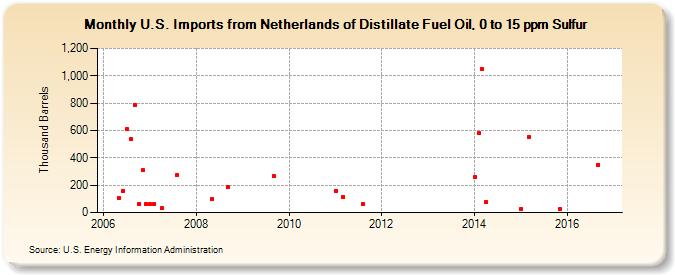 Monthly U.S. Imports from Netherlands of Distillate Fuel Oil, 0 to 15 ppm Sulfur
Thousand Barrels
1,200
1,000
800
600
400
200
0
2006 2008 2010 2012 2014 2016
Source: U.S. Energy Information Administration